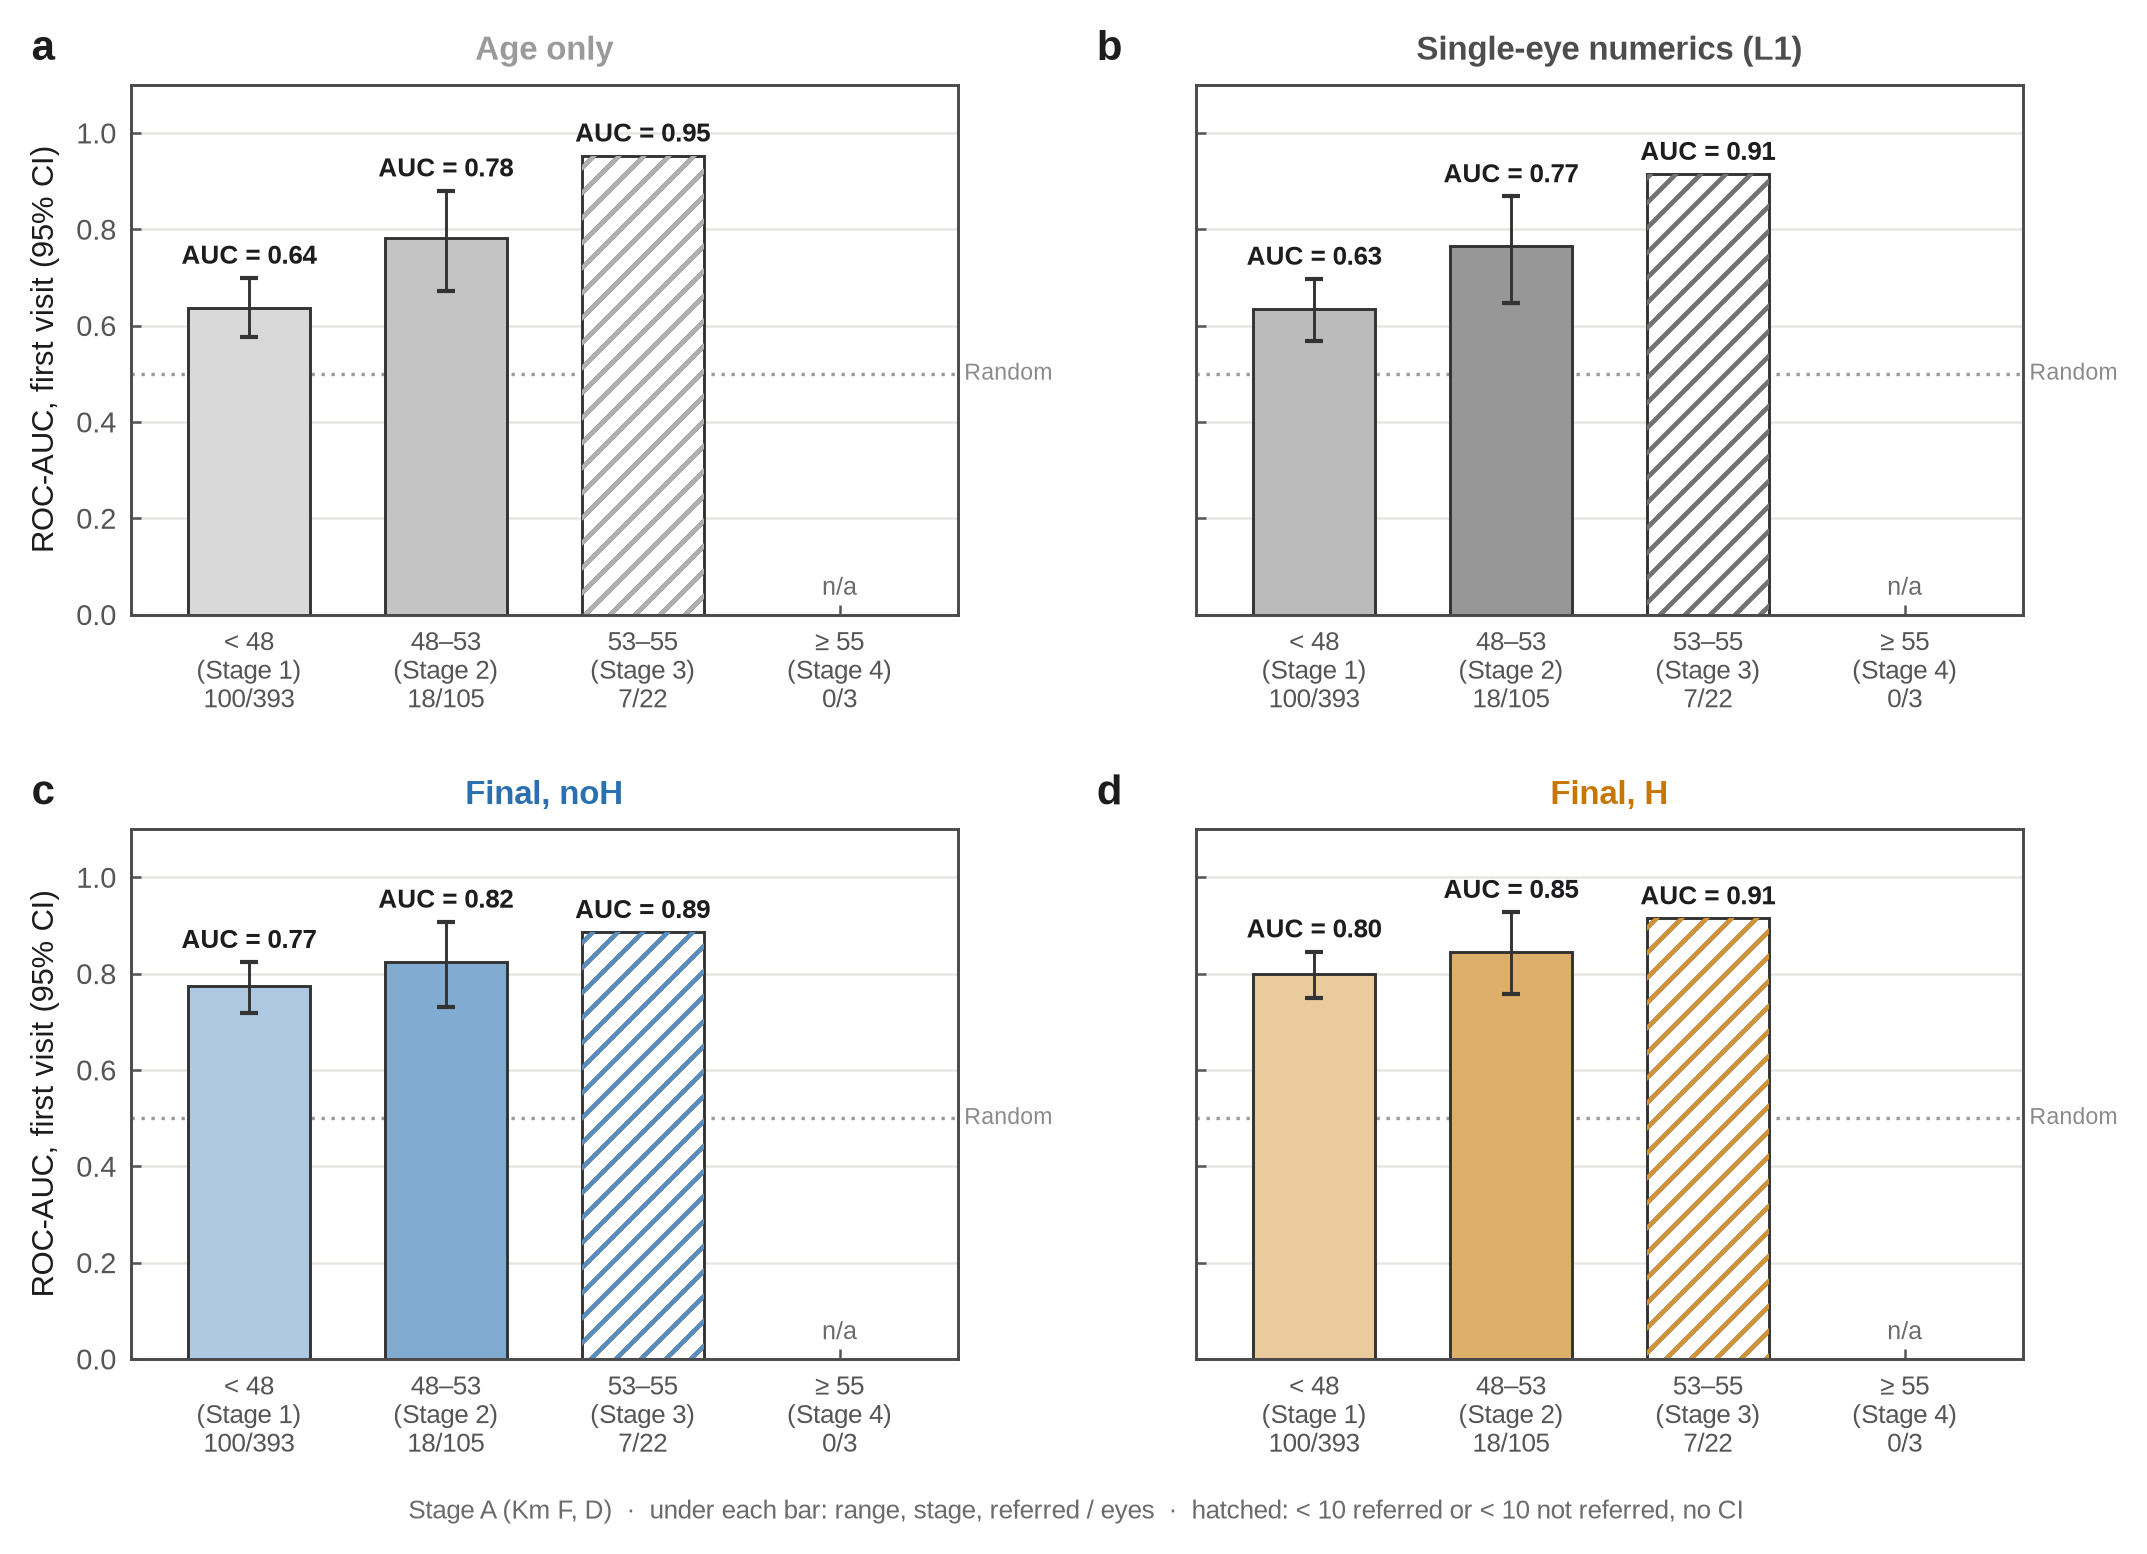 a
Age only
ROC-AUC, first visit (95% CI)
1.0
0.8
0.6
0.4
0.2
0.0
AUC = 0.64
AUC = 0.78
AUC = 0.95
n/a
Random
< 48
(Stage 1)
100/393
48–53
(Stage 2)
18/105
53–55
(Stage 3)
7/22
≥ 55
(Stage 4)
0/3
b
Single-eye numerics (L1)
AUC = 0.63
AUC = 0.77
AUC = 0.91
n/a
Random
< 48
(Stage 1)
100/393
48–53
(Stage 2)
18/105
53–55
(Stage 3)
7/22
≥ 55
(Stage 4)
0/3
c
Final, noH
ROC-AUC, first visit (95% CI)
1.0
0.8
0.6
0.4
0.2
0.0
AUC = 0.77
AUC = 0.82
AUC = 0.89
n/a
Random
< 48
(Stage 1)
100/393
48–53
(Stage 2)
18/105
53–55
(Stage 3)
7/22
≥ 55
(Stage 4)
0/3
d
Final, H
AUC = 0.80
AUC = 0.85
AUC = 0.91
n/a
Random
< 48
(Stage 1)
100/393
48–53
(Stage 2)
18/105
53–55
(Stage 3)
7/22
≥ 55
(Stage 4)
0/3
Stage A (Km F, D) · under each bar: range, stage, referred / eyes · hatched: < 10 referred or < 10 not referred, no CI